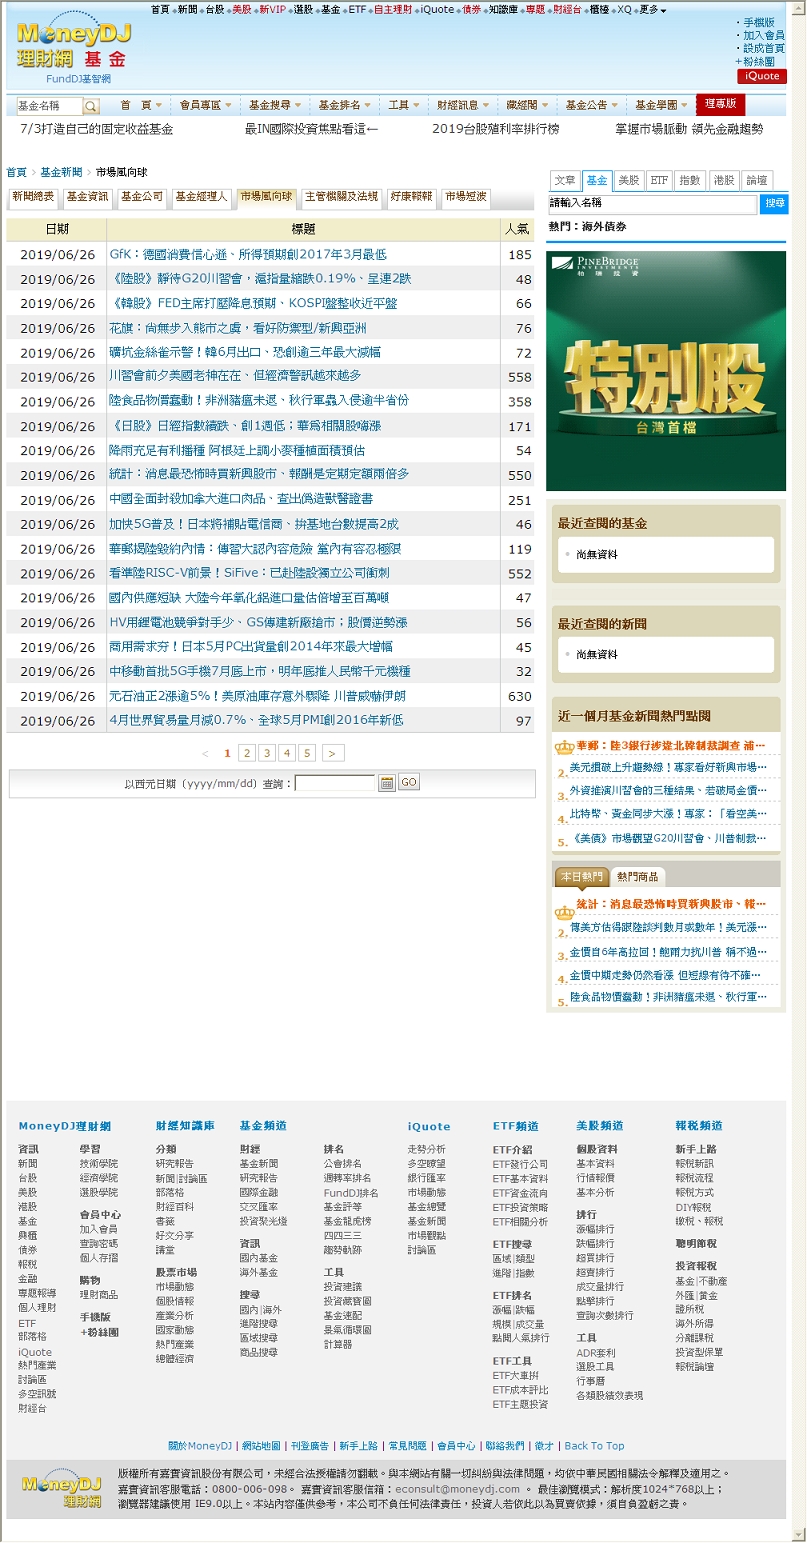 首頁 新聞 台股 美股 新VIP 選股 基金 ETF 自主理財 iQuote 債券 知識庫 專題 財經台 櫃檯 XQ 更多
MoneyDJ
理財網 基金
FundDJ基智網
・手機版
・加入會員
・設成首頁
+粉絲團
iQuote
基金名稱
首 頁 會員專區 基金搜尋 基金排名 工具 財經訊息 藏經閣 基金公告 基金學園 理專版
7/3打造自己的固定收益基金 最IN國際投資焦點看這← 2019台股殖利率排行榜 掌握市場脈動 領先金融趨勢
首頁 > 基金新聞 > 市場風向球
新聞總表 基金資訊 基金公司 基金經理人 市場風向球 主管機關及法規 好康報報 市場短波
日期 標題 人氣
2019/06/26 GfK：德國消費信心遜、所得預期創2017年3月最低 185
2019/06/26 《陸股》靜待G20川習會，滬指量縮跌0.19%、呈連2跌 48
2019/06/26 《韓股》FED主席打壓降息預期、KOSPI盤整收近平盤 66
2019/06/26 花旗：尚無步入熊市之虞，看好防禦型/新興亞洲 76
2019/06/26 礦坑金絲雀示警！韓6月出口、恐創逾三年最大減幅 72
2019/06/26 川習會前夕美國老神在在、但經濟警訊越來越多 558
2019/06/26 陸食品物價蠢動！非洲豬瘟未退、秋行軍蟲入侵逾半省份 358
2019/06/26 《日股》日經指數續跌、創1週低；華為相關股嗨漲 171
2019/06/26 降雨充足有利播種 阿根廷上調小麥種植面積預估 54
2019/06/26 統計：消息最恐怖時買新興股市、報酬是定期定額兩倍多 550
2019/06/26 中國全面封殺加拿大進口肉品、查出偽造獸醫證書 251
2019/06/26 加快5G普及！日本將補貼電信商、拚基地台數提高2成 46
2019/06/26 華郵揭陸毀約內情：傳習大認內容危險 黨內有容忍極限 119
2019/06/26 看準陸RISC-V前景！SiFive：已赴陸設獨立公司衝刺 552
2019/06/26 國內供應短缺 大陸今年氧化鋁進口量估倍增至百萬噸 47
2019/06/26 HV用鋰電池競爭對手少、GS傳建新廠搶市；股價逆勢漲 56
2019/06/26 商用需求夯！日本5月PC出貨量創2014年來最大增幅 45
2019/06/26 中移動首批5G手機7月底上市，明年底推人民幣千元機種 32
2019/06/26 元石油正2漲逾5%！美原油庫存意外驟降 川普威嚇伊朗 630
2019/06/26 4月世界貿易量月減0.7%、全球5月PMI創2016年新低 97
< 1 2 3 4 5 >
以西元日期（yyyy/mm/dd）查詢： GO
文章 基金 美股 ETF 指數 港股 論壇
請輸入名稱 搜尋
熱門：海外債券
PINEBRIDGE
INVESTMENTS
柏瑞投資
特別股
台灣首檔
最近查閱的基金
尚無資料
最近查閱的新聞
尚無資料
近一個月基金新聞熱門點閱
華郵：陸3銀行涉違北韓制裁調查 浦…
2. 美元摜破上升趨勢線！專家看好新興市場…
3. 外資推演川習會的三種結果、若破局金價…
4. 比特幣、黃金同步大漲！專家：「看空美…
5. 《美債》市場觀望G20川習會、川普制裁…
本日熱門 熱門商品
統計：消息最恐怖時買新興股市、報…
2. 傳美方估得跟陸談判數月或數年！美元漲…
3. 金價自6年高拉回！鮑爾力抗川普 稱不過…
4. 金價中期走勢仍然看漲 但短線有待不確…
5. 陸食品物價蠢動！非洲豬瘟未退、秋行軍…
MoneyDJ理財網
資訊
新聞
台股
美股
港股
基金
興櫃
債券
報稅
金融
專題報導
個人理財
ETF
部落格
iQuote
熱門產業
討論區
多空訊號
財經台
學習
技術學院
經濟學院
選股學院
會員中心
加入會員
查詢密碼
個人存摺
購物
理財商品
手機版
+粉絲團
財經知識庫
分類
研究報告
新聞|討論區
部落格
財經百科
書籤
好文分享
講堂
股票市場
市場動態
個股情報
產業分析
國家動態
熱門產業
總體經濟
基金頻道
財經
基金新聞
研究報告
國際金融
交叉匯率
投資聚光燈
資訊
國內基金
海外基金
搜尋
國內|海外
進階搜尋
區域搜尋
商品搜尋
排名
公會排名
週轉率排名
FundDJ排名
基金評等
基金龍虎榜
四四三三
趨勢軌跡
工具
投資建議
投資藏寶圖
基金速配
景氣循環圖
計算器
iQuote
走勢分析
多空瞭望
銀行匯率
市場動態
基金總覽
基金新聞
市場觀點
討論區
ETF頻道
ETF介紹
ETF發行公司
ETF基本資料
ETF資金流向
ETF投資策略
ETF相關分析
ETF搜尋
區域|類型
進階|指數
ETF排名
漲幅|跌幅
規模|成交量
點閱人氣排行
ETF工具
ETF大車拚
ETF成本評比
ETF主題投資
美股頻道
個股資料
基本資料
行情報價
基本分析
排行
漲幅排行
跌幅排行
超買排行
超賣排行
成交量排行
點擊排行
查詢次數排行
工具
ADR套利
選股工具
行事曆
各類股績效表現
報稅頻道
新手上路
報稅新訊
報稅流程
報稅方式
DIY報稅
繳稅、報稅
聰明節稅
投資報稅
基金|不動產
外匯|黃金
證所稅
海外所得
分離課稅
投資型保單
報稅論壇
關於MoneyDJ | 網站地圖 | 刊登廣告 | 新手上路 | 常見問題 | 會員中心 | 聯絡我們 | 徵才 | Back To Top
MoneyDJ
理財網
版權所有嘉實資訊股份有限公司，未經合法授權請勿翻載。與本網站有關一切糾紛與法律問題，均依中華民國相關法令解釋及適用之。
嘉實資訊客服電話：0800-006-098。 嘉實資訊客服信箱：econsult@moneydj.com 。 最佳瀏覽模式：解析度1024*768以上；
瀏覽器建議使用 IE9.0以上。本站內容僅供參考，本公司不負任何法律責任，投資人若依此以為買賣依據，須自負盈虧之責。